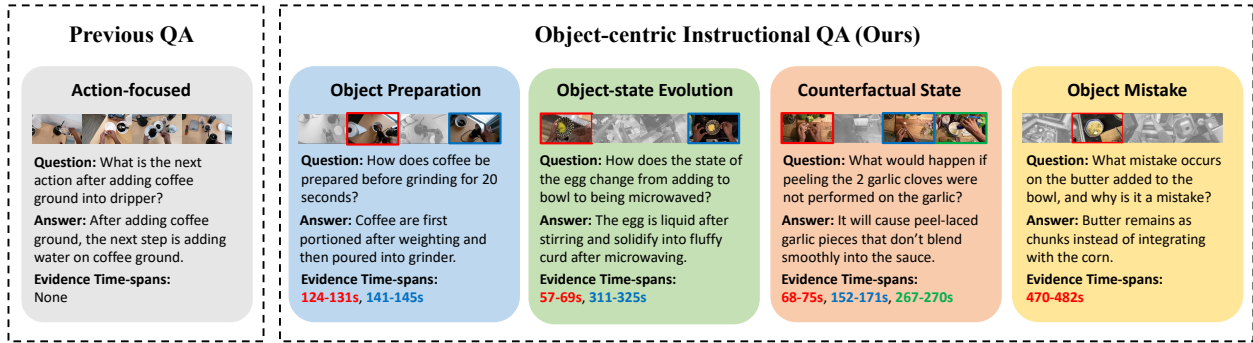 Previous QA
Action-focused
Question: What is the next
action after adding coffee
ground into dripper?
Answer: After adding coffee
ground, the next step is adding
water on coffee ground.
Evidence Time-spans:
None
Object-centric Instructional QA (Ours)
Object Preparation
Question: How does coffee be
prepared before grinding for 20
seconds?
Answer: Coffee are first
portioned after weighting and
then poured into grinder.
Evidence Time-spans:
124-131s, 141-145s
Object-state Evolution
Question: How does the state of
the egg change from adding to
bowl to being microwaved?
Answer: The egg is liquid after
stirring and solidify into fluffy
curd after microwaving.
Evidence Time-spans:
57-69s, 311-325s
Counterfactual State
Question: What would happen if
peeling the 2 garlic cloves were
not performed on the garlic?
Answer: It will cause peel-laced
garlic pieces that don't blend
smoothly into the sauce.
Evidence Time-spans:
68-75s, 152-171s, 267-270s
Object Mistake
Question: What mistake occurs
on the butter added to the
bowl, and why is it a mistake?
Answer: Butter remains as
chunks instead of integrating
with the corn.
Evidence Time-spans:
470-482s